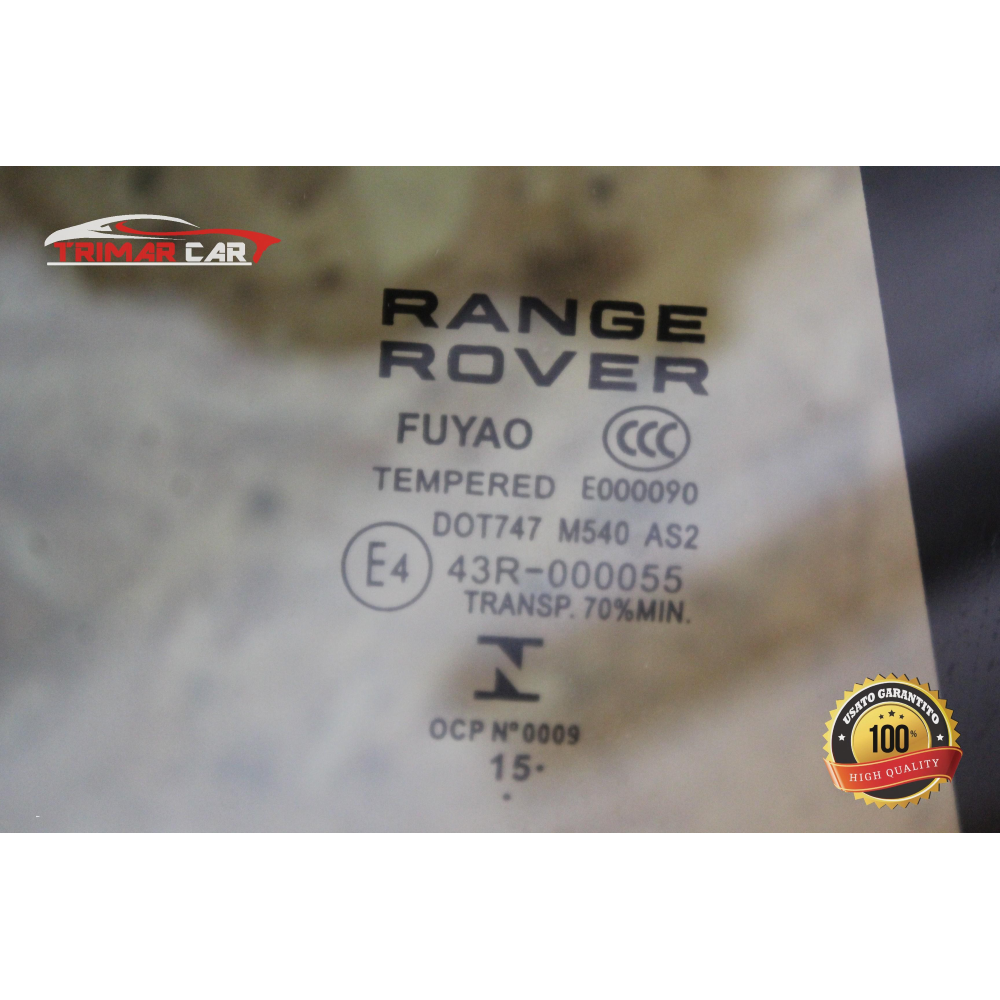 TRIMAR CAR
RANGE
ROVER
FUYAO CCC
TEMPERED E000090
DOT747 M540 AS2
E4 43R-000055
TRANSP. 70%MIN.
OCP Nº0009
15.
.
USATO GARANTITO
100%
HIGH QUALITY